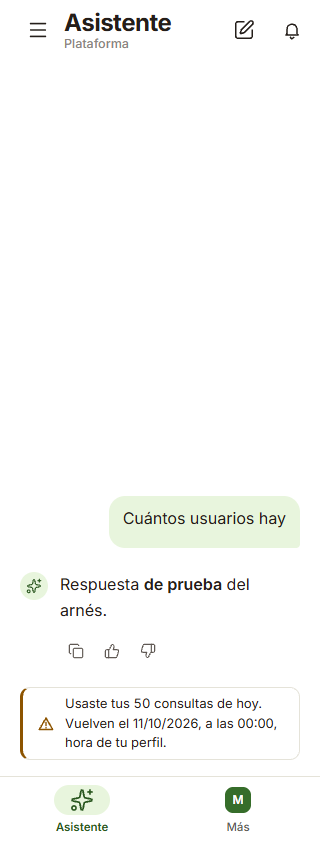 Asistente
Plataforma
Cuántos usuarios hay
Respuesta de prueba del
arnés.
Usaste tus 50 consultas de hoy.
Vuelven el 11/10/2026, a las 00:00,
hora de tu perfil.
M
Asistente
Más